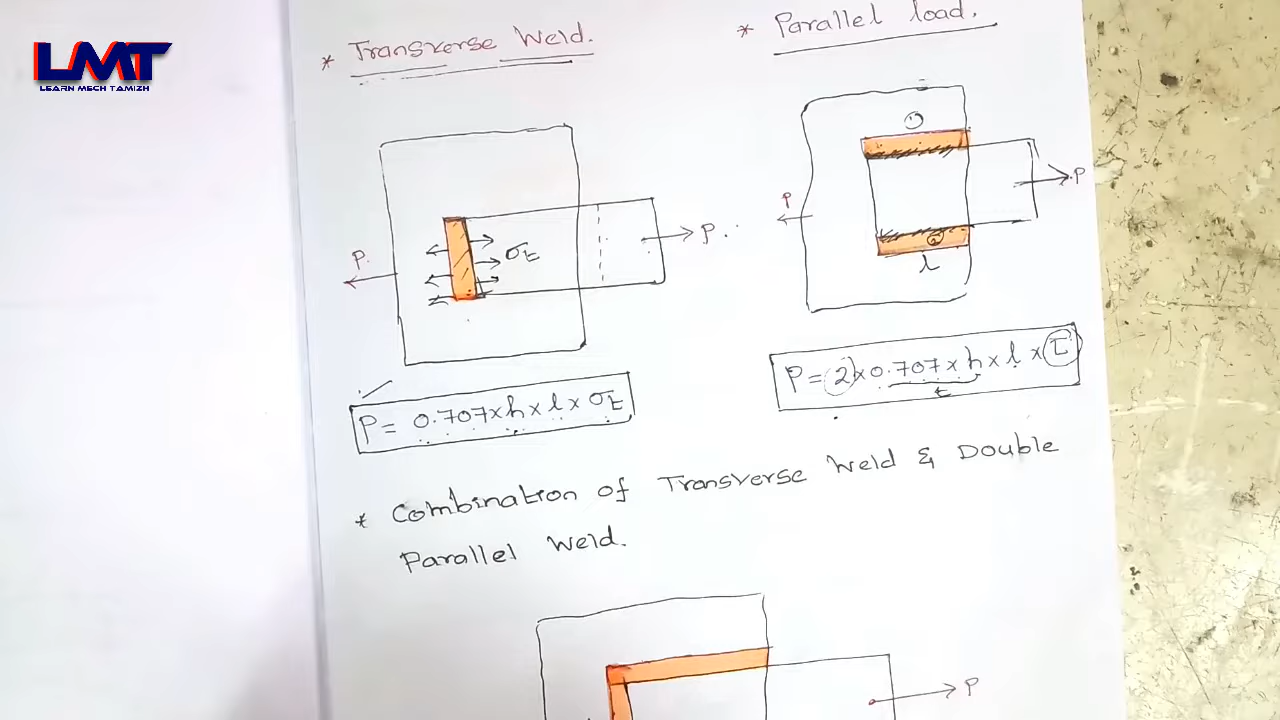 LMT
LEARN MECH TAMIZH
* Transverse Weld.
* Parallel load.
P.
σt
P
P
①
②
l
P
P = 0.707 × h × l × σt
P = 2 × 0.707 × h × l × τ
t
* Combination of Transverse Weld & Double
Parallel Weld.
P